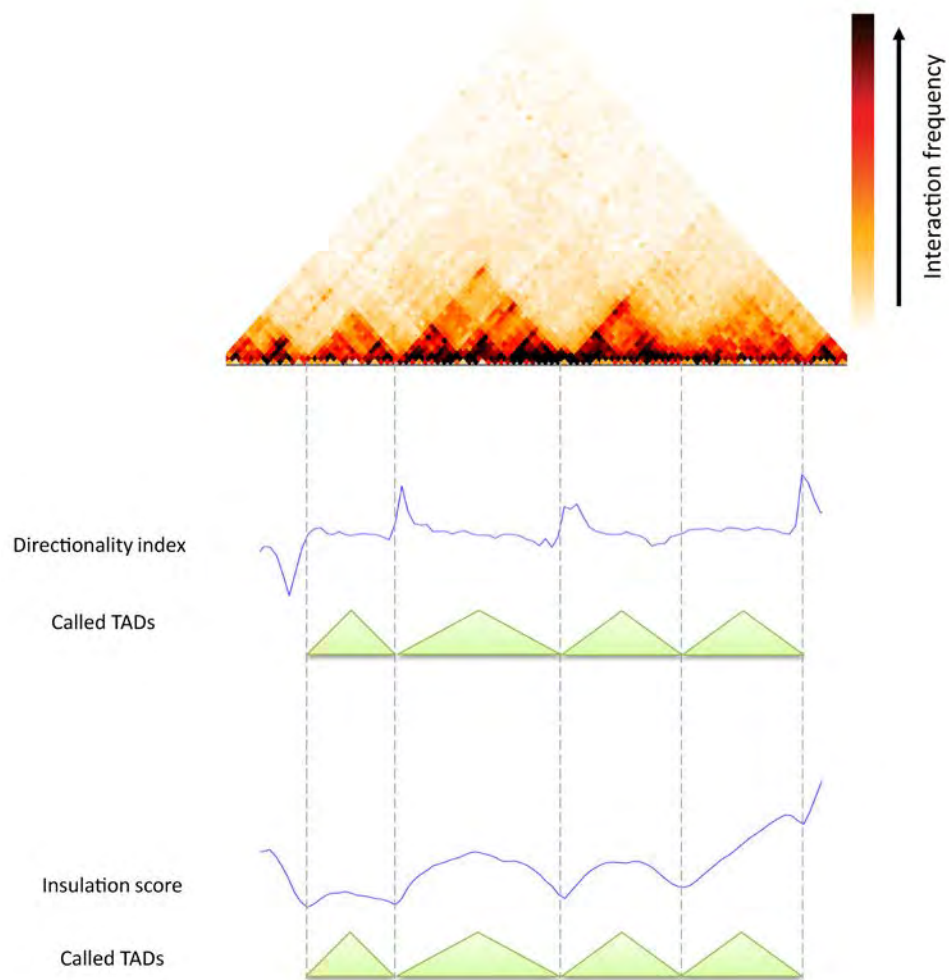 Interaction frequency
Directionality index
Called TADs
Insulation score
Called TADs